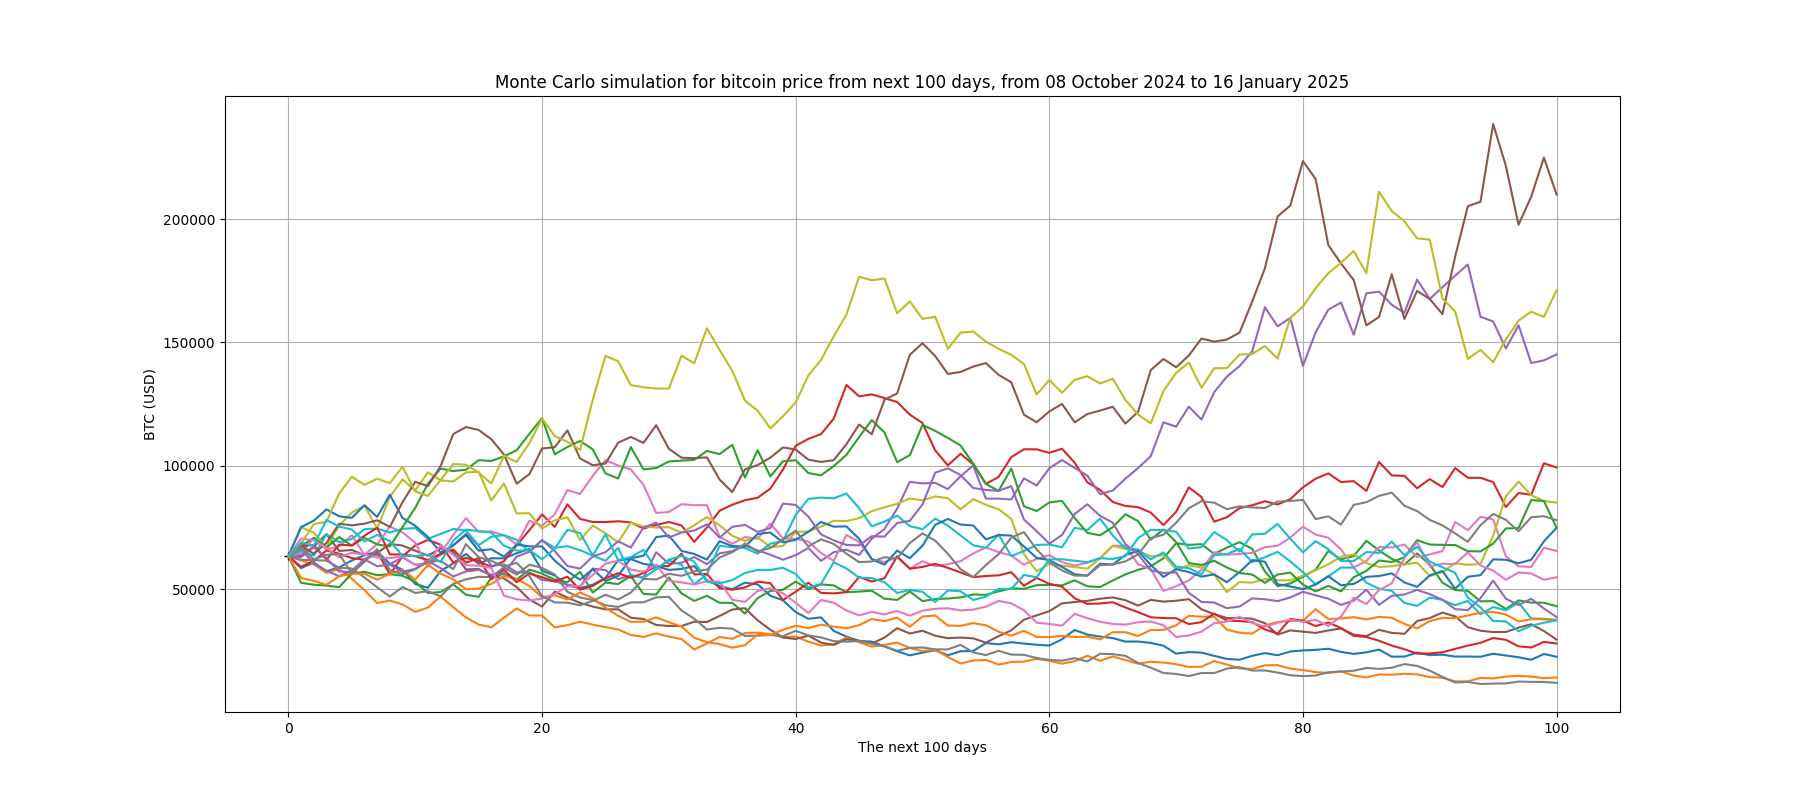 Monte Carlo simulation for bitcoin price from next 100 days, from 08 October 2024 to 16 January 2025
200000
150000
100000
50000
BTC (USD)
0 20 40 60 80 100
The next 100 days